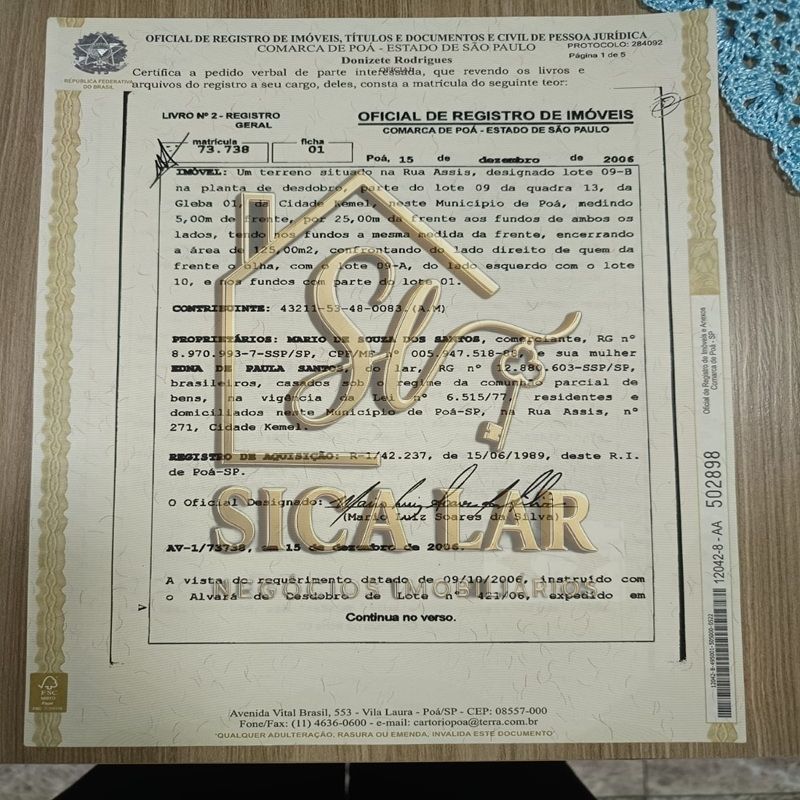 OFICIAL DE REGISTRO DE IMÓVEIS, TÍTULOS E DOCUMENTOS E CIVIL DE PESSOA JURÍDICA
COMARCA DE POÁ - ESTADO DE SÃO PAULO
PROTOCOLO: 284092
Donizete Rodrigues
OFICIAL
Página 1 de 5
REPÚBLICA FEDERATIVA
DO BRASIL
Certifica a pedido verbal de parte interessada, que revendo os livros e
arquivos do registro a seu cargo, deles, consta a matrícula do seguinte teor:
LIVRO Nº 2 - REGISTRO
GERAL
OFICIAL DE REGISTRO DE IMÓVEIS
COMARCA DE POÁ - ESTADO DE SÃO PAULO
matrícula
73.738
ficha
01
Poá, 15 de dezembro de 2006
IMÓVEL: Um terreno situado na Rua Assis, designado lote 09-B
na planta de desdobro, parte do lote 09 da quadra 13, da
Gleba 01, da Cidade Kemel, neste Município de Poá, medindo
5,00m de frente, por 25,00m da frente aos fundos de ambos os
lados, tendo nos fundos a mesma medida da frente, encerrando
a área de 125,00m2, confrontando do lado direito de quem da
frente o olha, com o lote 09-A, do lado esquerdo com o lote
10, e nos fundos com parte do lote 01.
CONTRIBUINTE: 43211-53-48-0083.(A.M)
PROPRIETÁRIOS: MARIO DE SOUZA DOS SANTOS, comerciante, RG nº
8.970.993-7-SSP/SP, CPF/MF nº e sua mulher
EDNA DE PAULA SANTOS, do lar, RG nº
brasileiros, casados sob o regime da comunhão parcial de
bens, na vigência da Lei nº 6.515/77, residentes e
domiciliados neste Município de Poá-SP, na Rua Assis, nº
271, Cidade Kemel.
REGISTRO DE AQUISIÇÃO: R-1/42.237, de 15/06/1989, deste R.I.
de Poá-SP.
O Oficial Designado:
(Mario Luiz Soares da Silva)
AV-1/73738, em 15 de dezembro de 2006.
A vista do requerimento datado de 09/10/2006, instruído com
o Alvará de Desdobro de Lote nº 421/06, expedido em
Continua no verso.
SL
SICA LAR
NEGÓCIOS IMOBILIÁRIOS
Oficial de Registro de Imóveis e Anexos
Comarca de Poá - SP
12042-8 - AA 502898
FSC
MISTO
Papel
Avenida Vital Brasil, 553 - Vila Laura - Poá/SP - CEP: 08557-000
Fone/Fax: (11) 4636-0600 - e-mail: cartoriopoa@terra.com.br
"QUALQUER ADULTERAÇÃO, RASURA OU EMENDA, INVALIDA ESTE DOCUMENTO"